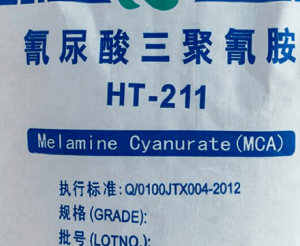 氰尿酸三聚氰胺
HT-211
Melamine Cyanurate(MCA)
执行标准:Q/0100JTX004-2012
规格(GRADE):
批号(LOTNO.):